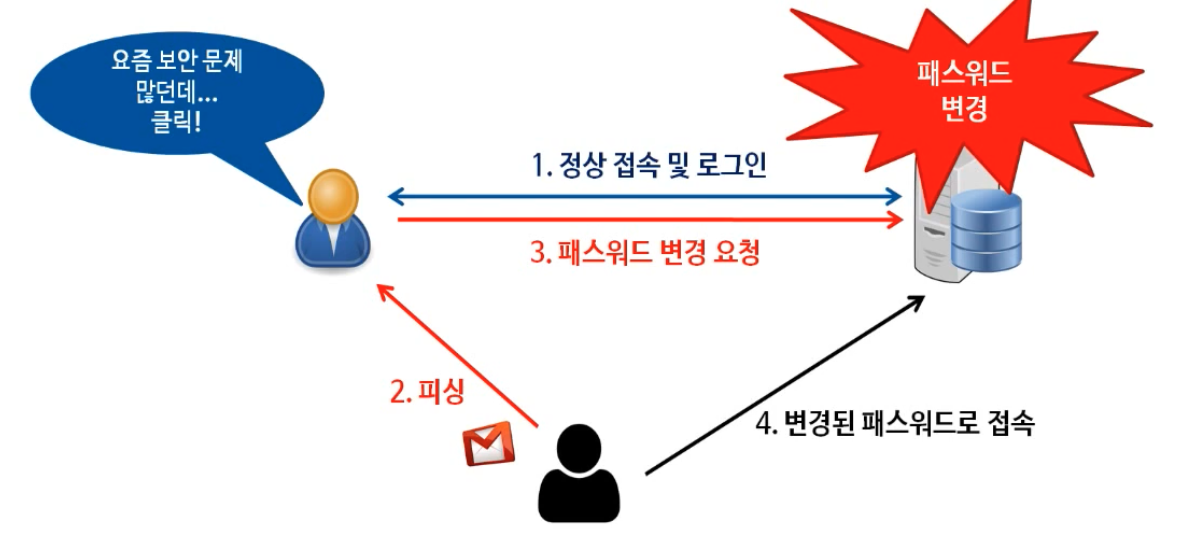 요즘 보안 문제
많던데...
클릭!
패스워드
변경
1. 정상 접속 및 로그인
3. 패스워드 변경 요청
2. 피싱
4. 변경된 패스워드로 접속